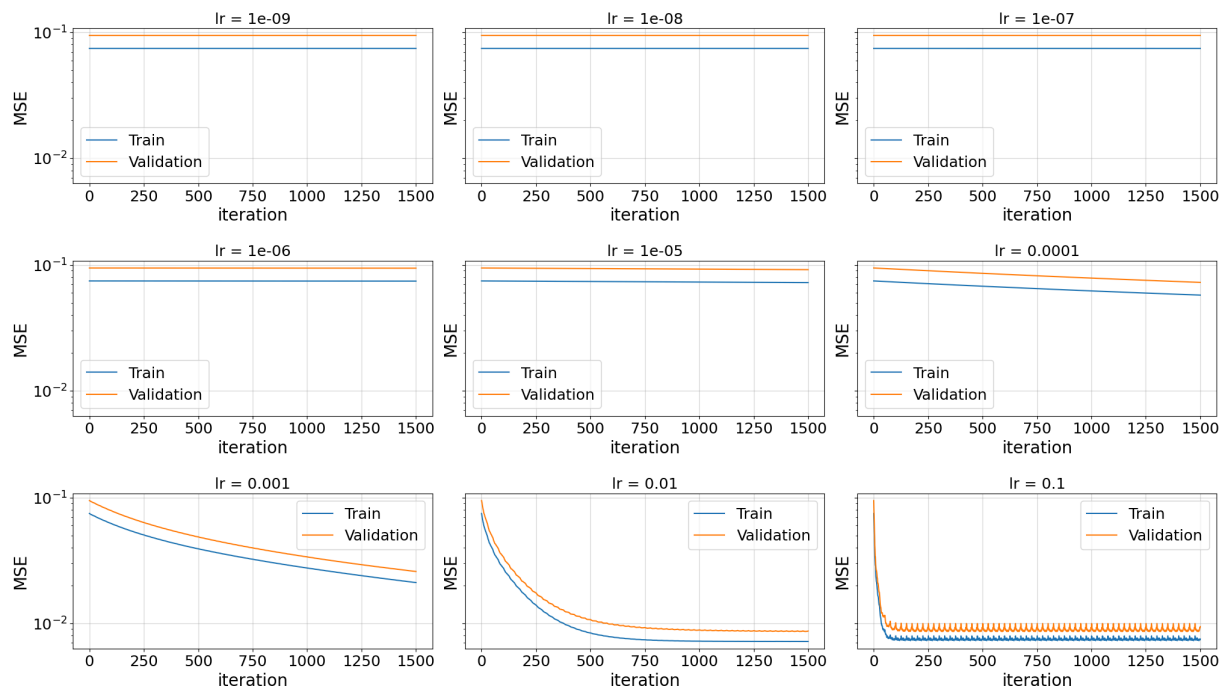 lr = 1e-09
lr = 1e-08
lr = 1e-07
10⁻¹
10⁻²
MSE
MSE
MSE
Train
Validation
Train
Validation
Train
Validation
0 250 500 750 1000 1250 1500
0 250 500 750 1000 1250 1500
0 250 500 750 1000 1250 1500
iteration
iteration
iteration
lr = 1e-06
lr = 1e-05
lr = 0.0001
10⁻¹
10⁻²
MSE
MSE
MSE
Train
Validation
Train
Validation
Train
Validation
0 250 500 750 1000 1250 1500
0 250 500 750 1000 1250 1500
0 250 500 750 1000 1250 1500
iteration
iteration
iteration
lr = 0.001
lr = 0.01
lr = 0.1
10⁻¹
10⁻²
MSE
MSE
MSE
Train
Validation
Train
Validation
Train
Validation
0 250 500 750 1000 1250 1500
0 250 500 750 1000 1250 1500
0 250 500 750 1000 1250 1500
iteration
iteration
iteration